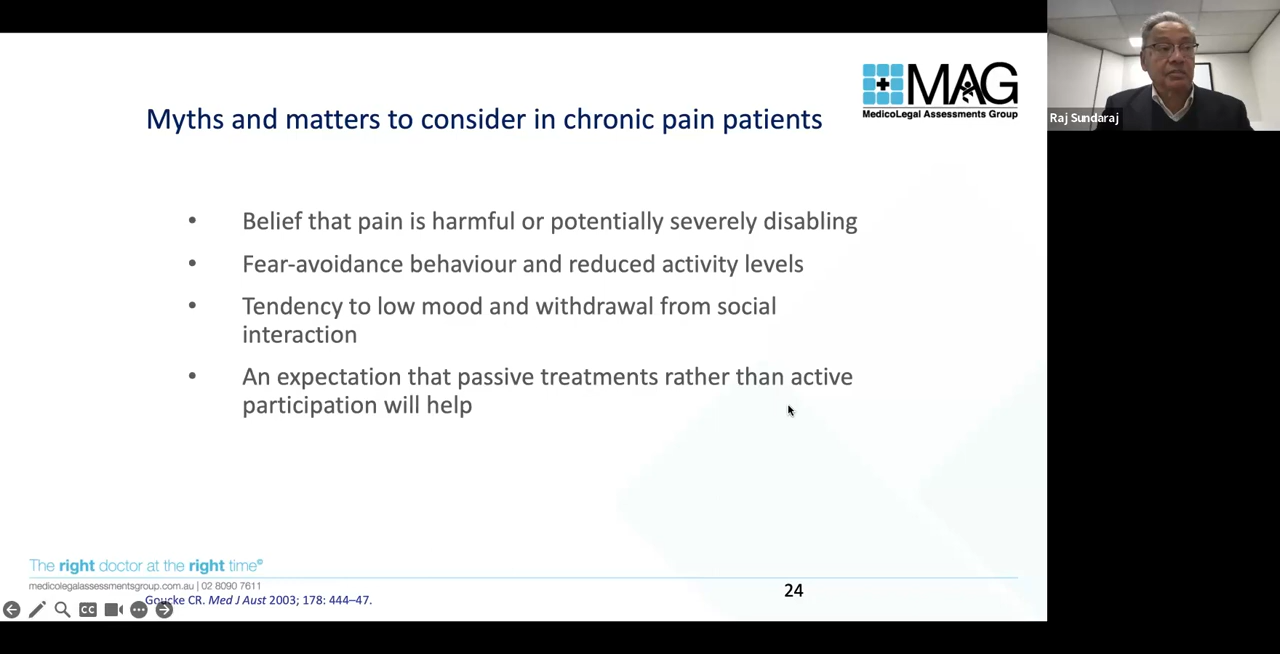 MAG
MedicoLegal Assessments Group
Raj Sundaraj
Myths and matters to consider in chronic pain patients
• Belief that pain is harmful or potentially severely disabling
• Fear-avoidance behaviour and reduced activity levels
• Tendency to low mood and withdrawal from social
interaction
• An expectation that passive treatments rather than active
participation will help
The right doctor at the right time©
medicolegalassessmentsgroup.com.au | 02 8090 7611
24
Goucke CR. Med J Aust 2003; 178: 444–47.
CC